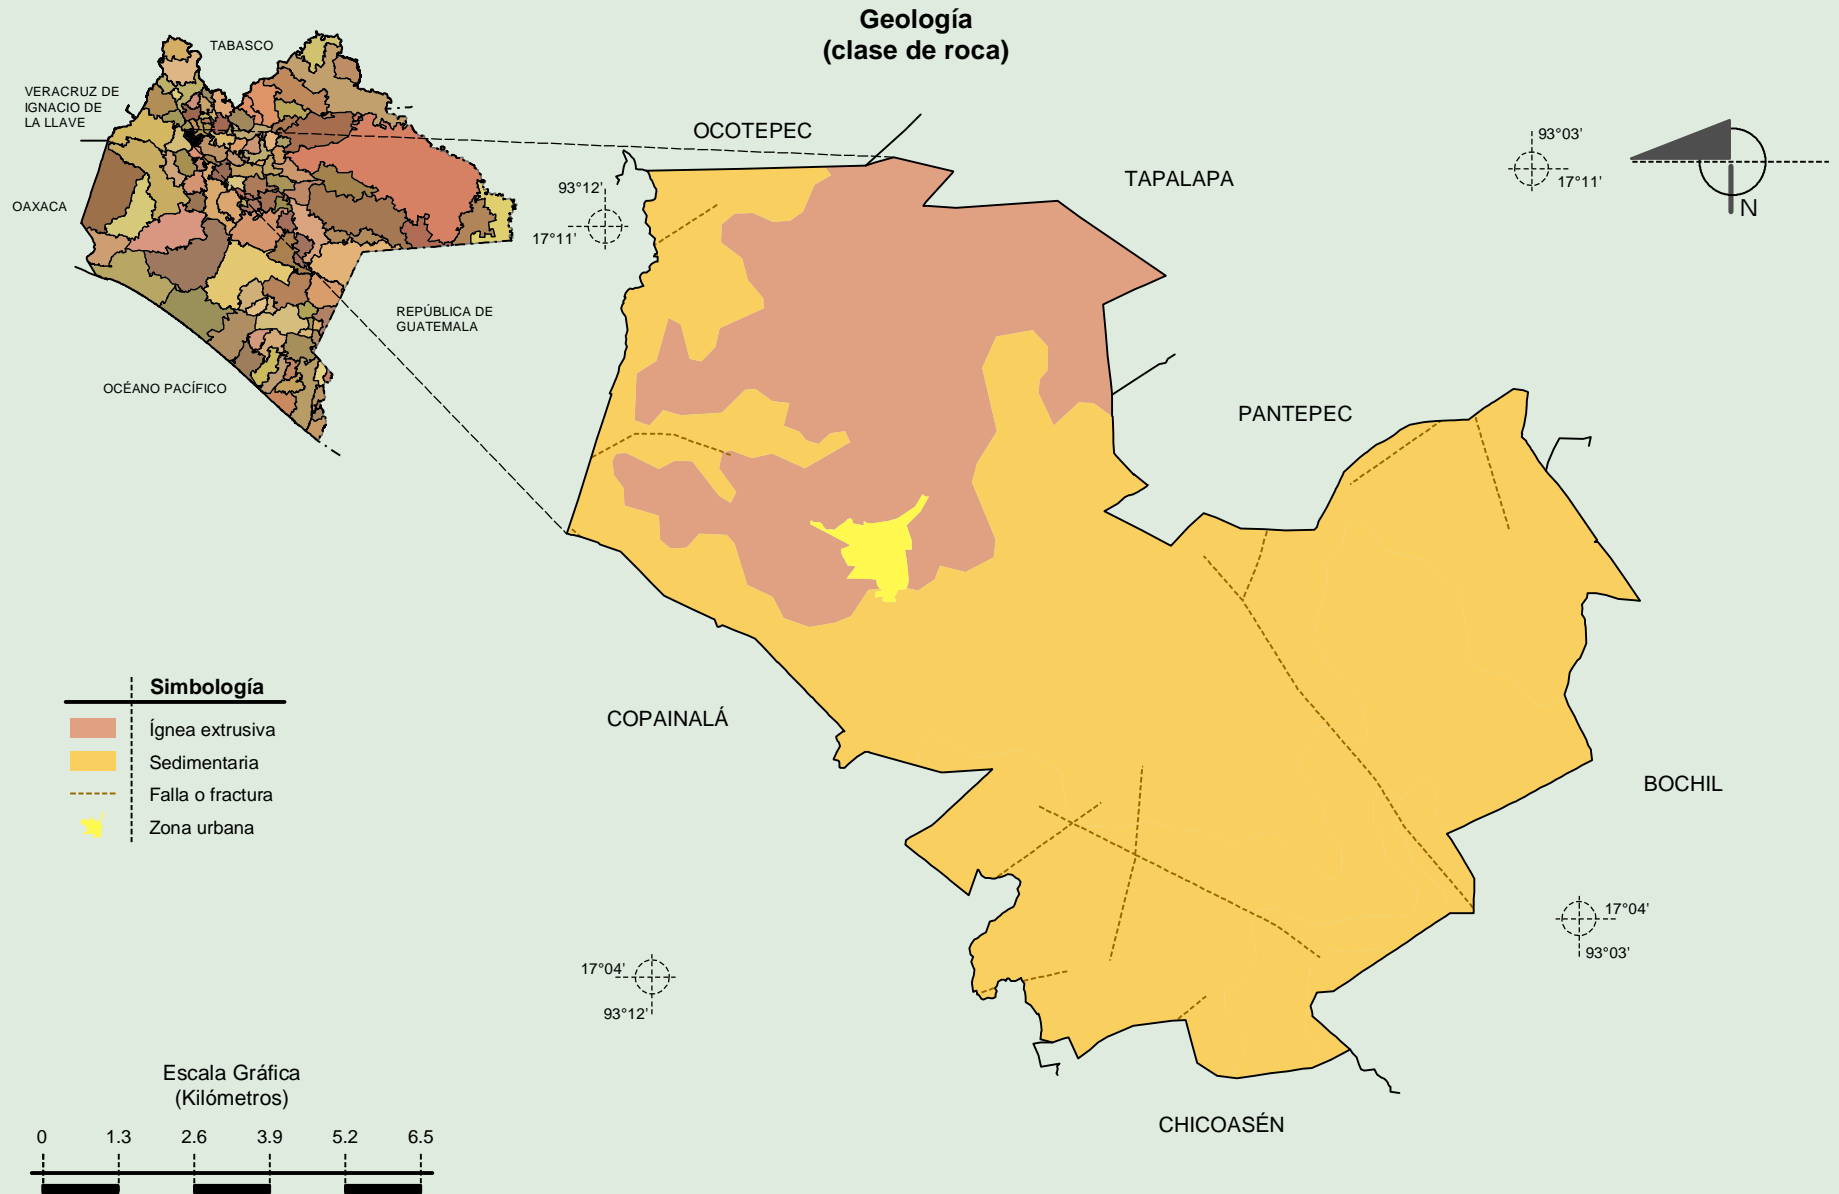 Geología
(clase de roca)
TABASCO
VERACRUZ DE
IGNACIO DE
LA LLAVE
OAXACA
REPÚBLICA DE
GUATEMALA
OCÉANO PACÍFICO
OCOTEPEC
TAPALAPA
93°03'
17°11'
N
93°12'
17°11'
PANTEPEC
COPAINALÁ
BOCHIL
17°04'
93°03'
17°04'
93°12'
CHICOASÉN
Simbología
Ígnea extrusiva
Sedimentaria
Falla o fractura
Zona urbana
Escala Gráfica
(Kilómetros)
0 1.3 2.6 3.9 5.2 6.5